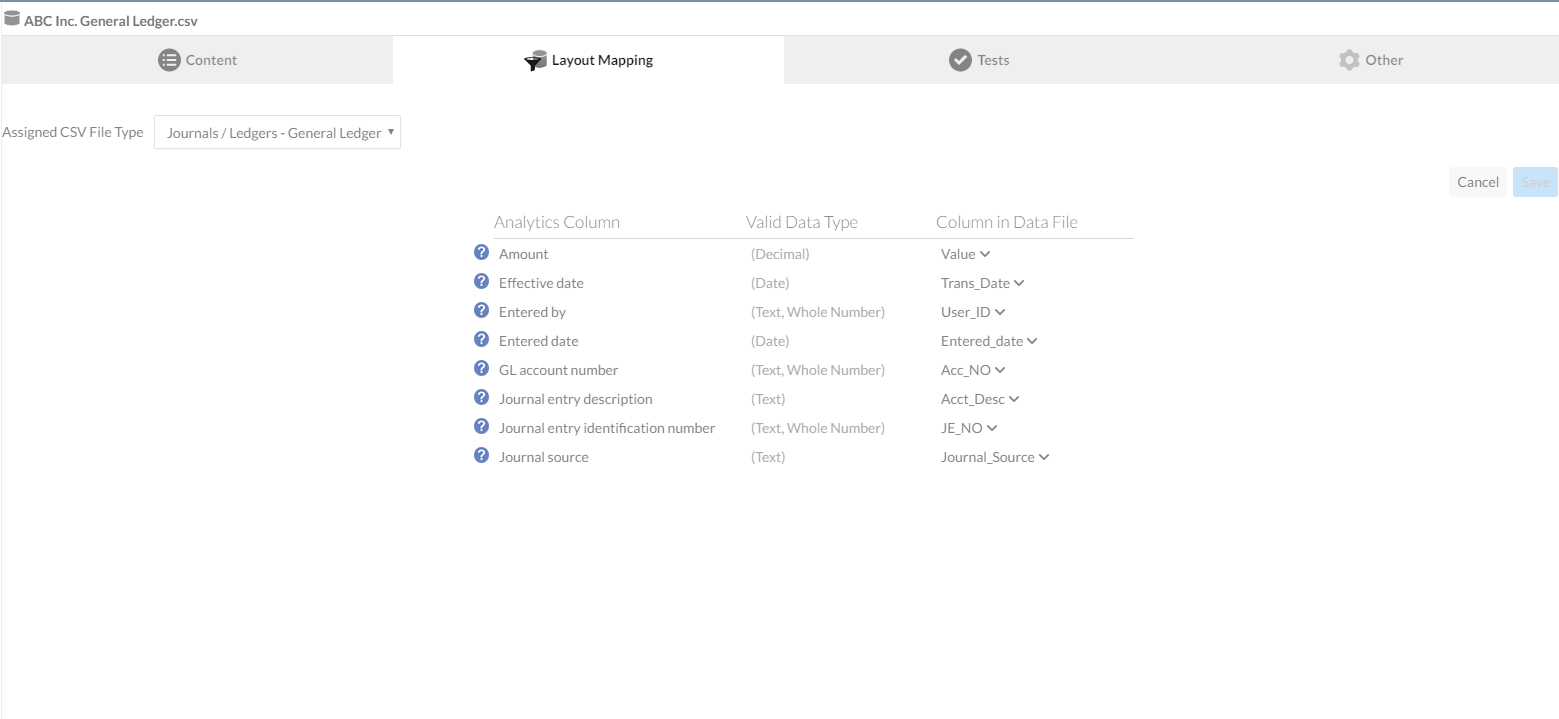 ABC Inc. General Ledger.csv
Content Layout Mapping Tests Other
Assigned CSV File Type Journals / Ledgers - General Ledger
Cancel Save
Analytics Column Valid Data Type Column in Data File
? Amount (Decimal) Value
? Effective date (Date) Trans_Date
? Entered by (Text, Whole Number) User_ID
? Entered date (Date) Entered_date
? GL account number (Text, Whole Number) Acc_NO
? Journal entry description (Text) Acct_Desc
? Journal entry identification number (Text, Whole Number) JE_NO
? Journal source (Text) Journal_Source